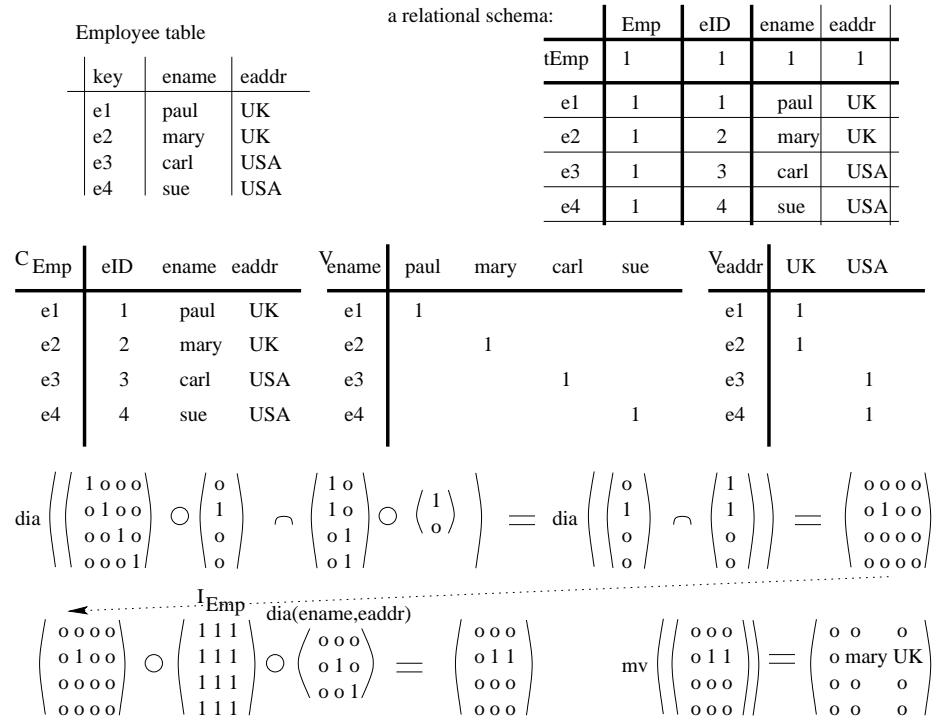 Employee table
key ename eaddr
e1 paul UK
e2 mary UK
e3 carl USA
e4 sue USA
a relational schema:
Emp eID ename eaddr
tEmp 1 1 1 1
e1 1 1 paul UK
e2 1 2 mary UK
e3 1 3 carl USA
e4 1 4 sue USA
C Emp eID ename eaddr
e1 1 paul UK
e2 2 mary UK
e3 3 carl USA
e4 4 sue USA
V ename paul mary carl sue
e1 1
e2 1
e3 1
e4 1
V eaddr UK USA
e1 1
e2 1
e3 1
e4 1
1 o o o o 1 o o 1 o o o o
o 1 o o 1 1 o 1 1 1 o 1 o o
dia ( ( ○ ∩ ○ ) = dia ( ( ∩ ) = 
o o 1 o o o 1 o o 1 o o o o
o o o 1 o o 1 o 1 o o o o
I Emp
dia(ename,eaddr)
o o o o 1 1 1 o o o o o o o o o o o o
o 1 o o ○ 1 1 1 ○ o 1 o = o 1 1 mv ( o 1 1 ) = o mary UK
o o o o 1 1 1 o o 1 o o o o o o o o o
o o o o 1 1 1 o o o o o o o o o